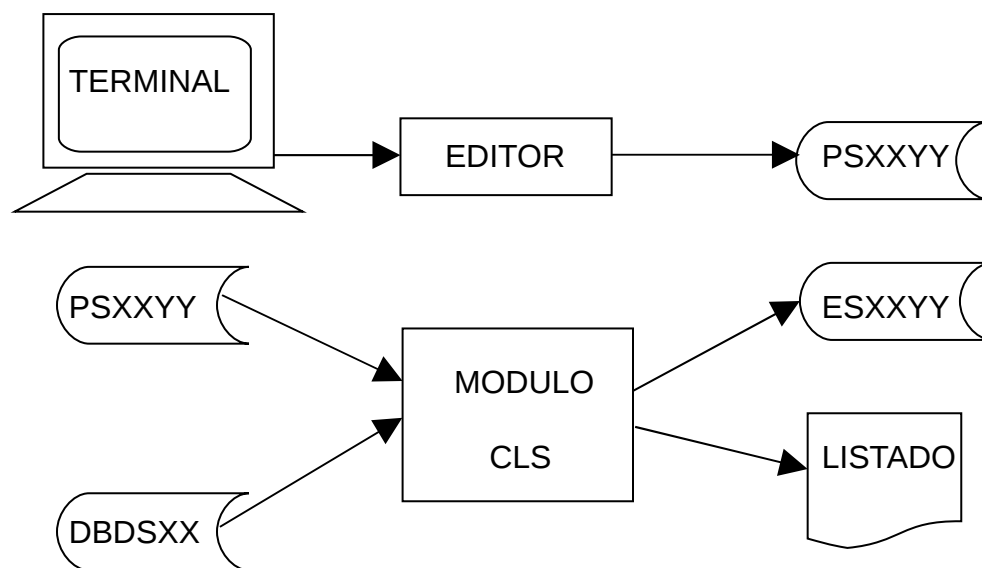 TERMINAL
EDITOR
PSXXYY
PSXXYY
ESXXYY
MODULO
CLS
LISTADO
DBDSXX